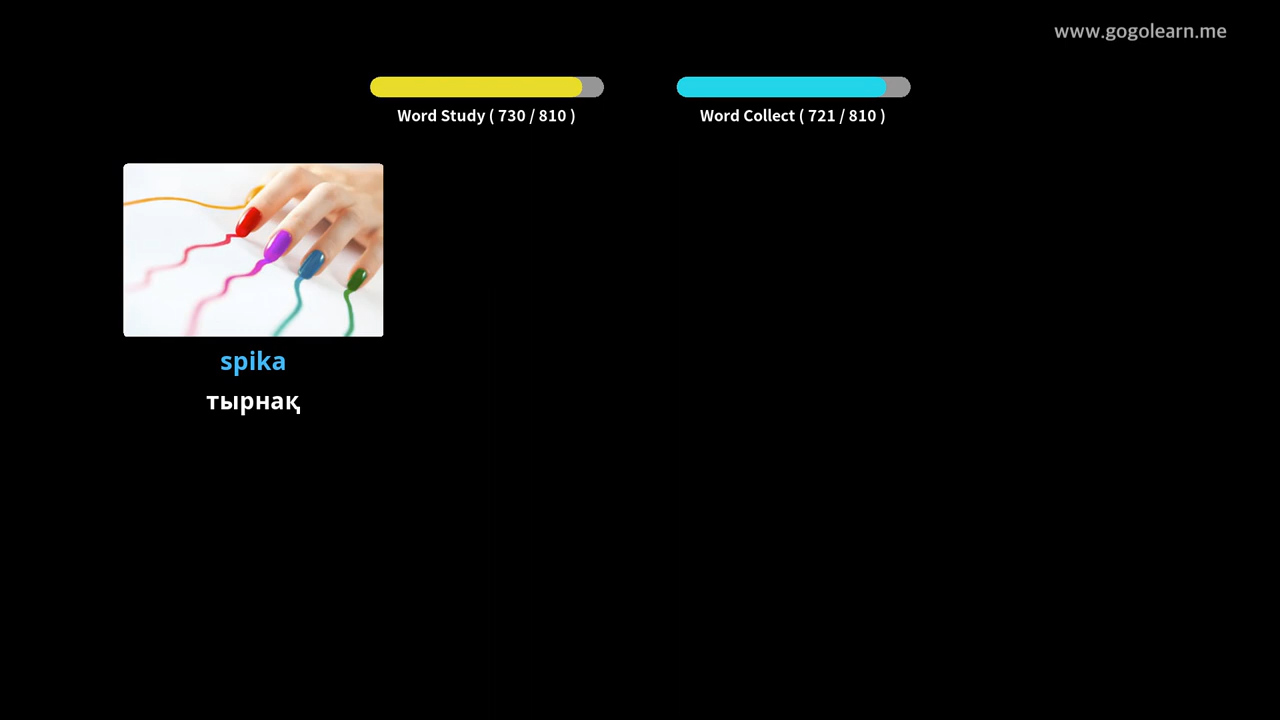 www.gogolearn.me
Word Study ( 730 / 810 )
Word Collect ( 721 / 810 )
spika
тырнақ